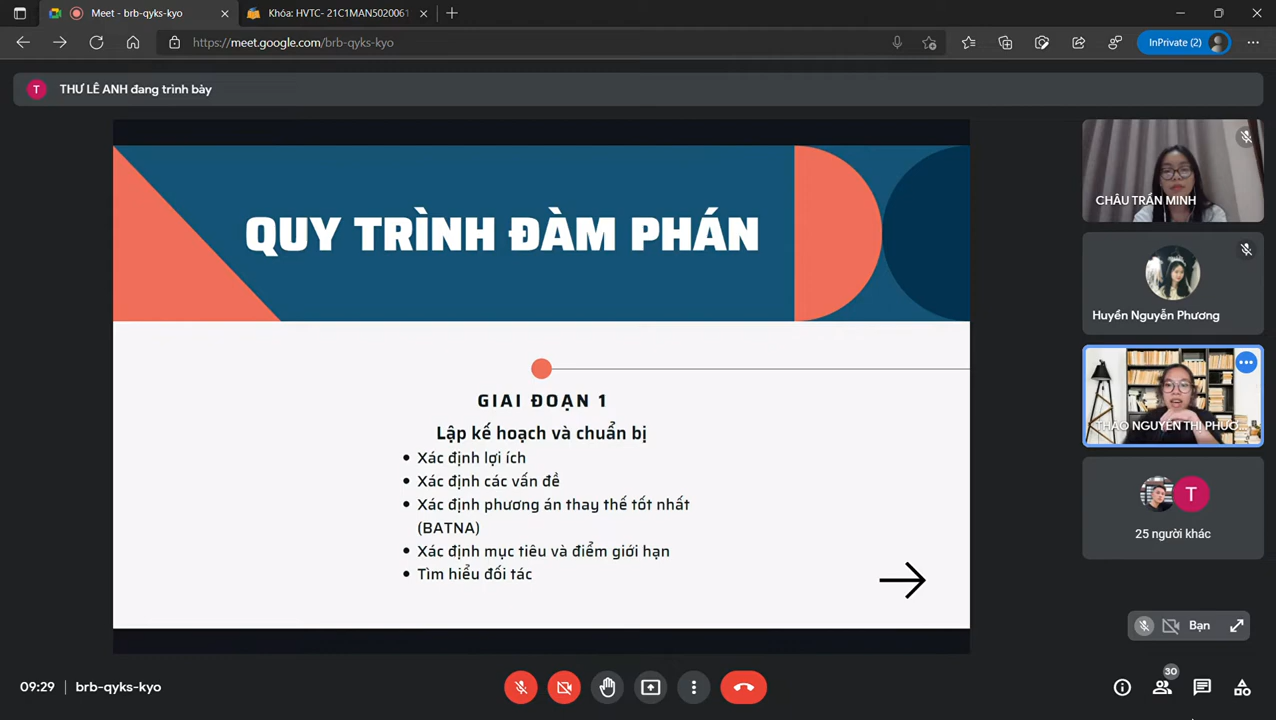 Meet - brb-qyks-kyo
Khóa: HVTC- 21C1MAN5020061
https://meet.google.com/brb-qyks-kyo
InPrivate (2)
T
THƯ LÊ ANH đang trình bày
QUY TRÌNH ĐÀM PHÁN
GIAI ĐOẠN 1
Lập kế hoạch và chuẩn bị
Xác định lợi ích
Xác định các vấn đề
Xác định phương án thay thế tốt nhất
(BATNA)
Xác định mục tiêu và điểm giới hạn
Tìm hiểu đối tác
CHÂU TRẦN MINH
Huyền Nguyễn Phương
THẢO NGUYỄN THỊ PHƯƠ...
T
25 người khác
Bạn
09:29 | brb-qyks-kyo
30